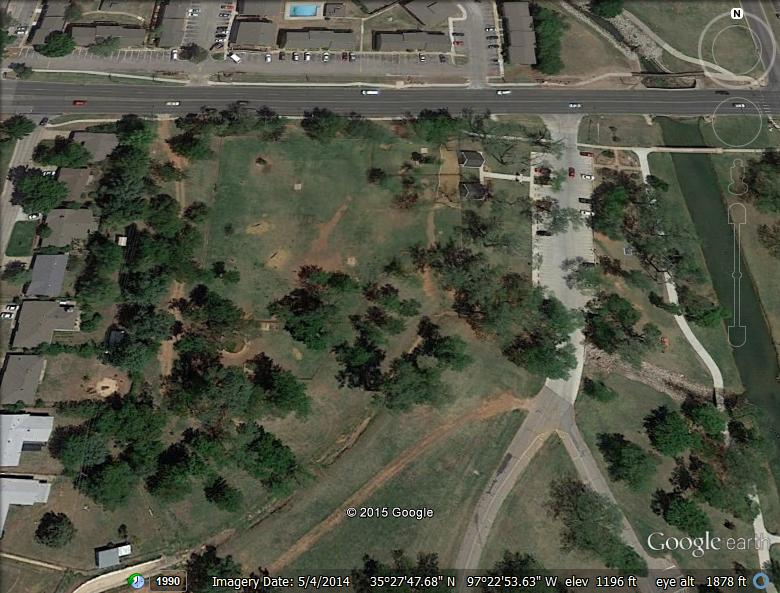 N
© 2015 Google
Google earth
1990 Imagery Date: 5/4/2014 35°27'47.68" N 97°22'53.63" W elev 1196 ft eye alt 1878 ft